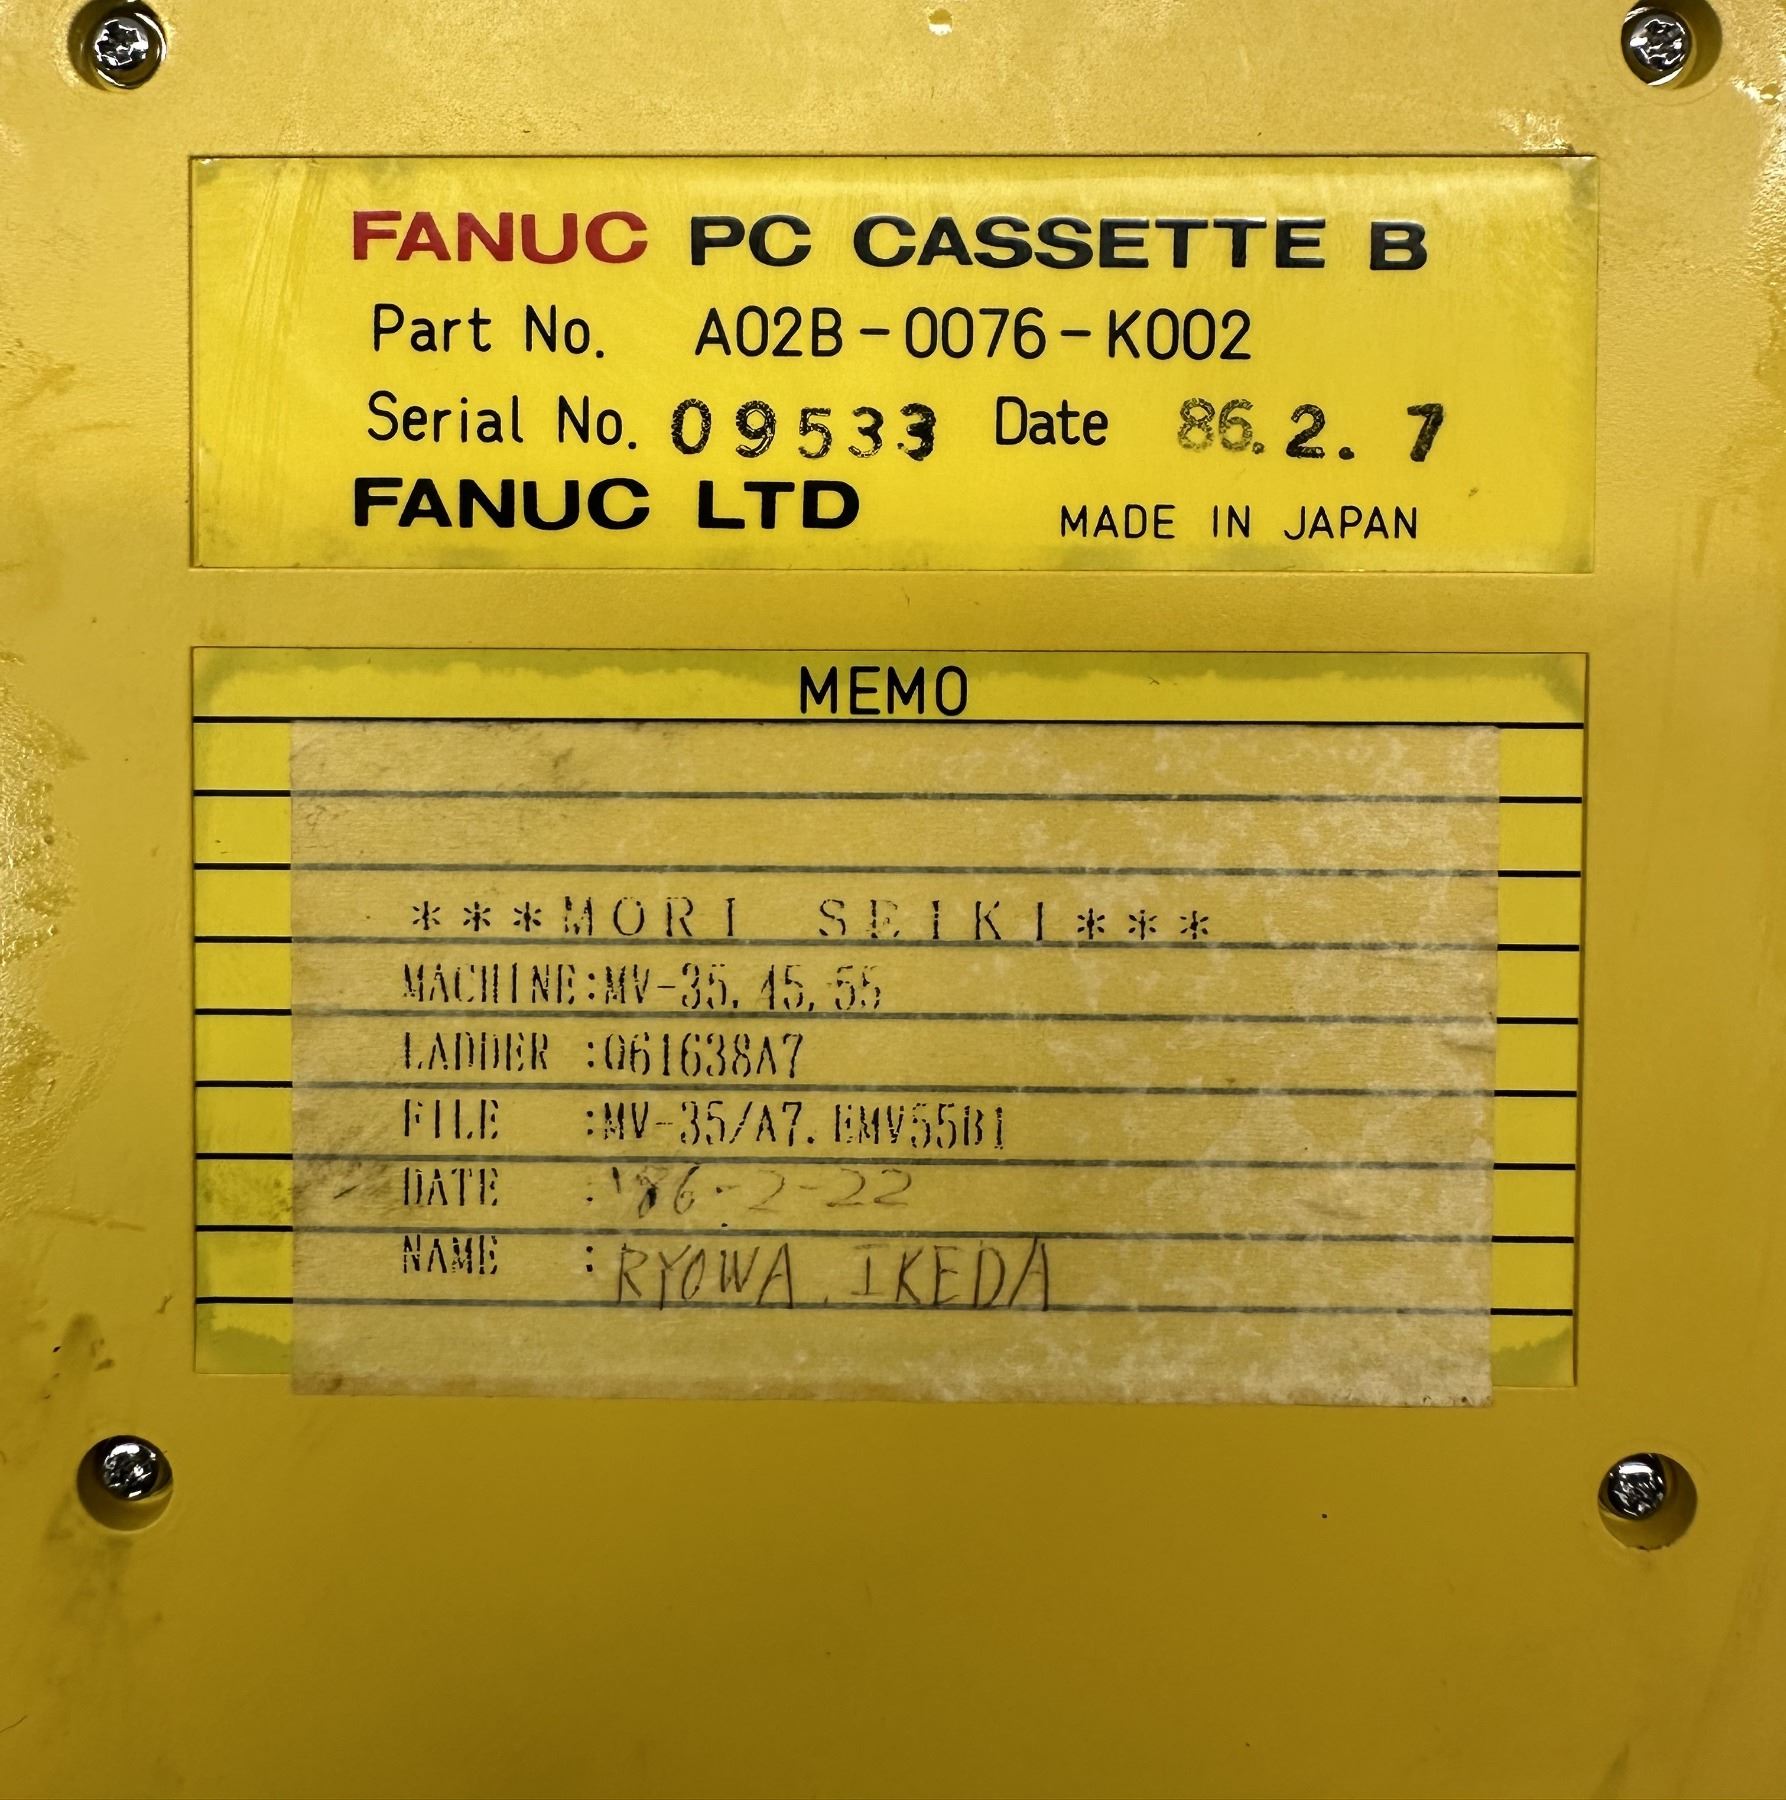 FANUC PC CASSETTE B
Part No. A02B-0076-K002
Serial No. 09533 Date 86.2.7
FANUC LTD MADE IN JAPAN
MEMO
***MORI SEIKI***
MACHINE:MV-35,45,55
LADDER :Q61638A7
FILE :MV-35/A7.EMV55B1
DATE :'86-2-22
NAME :RYOWA IKEDA